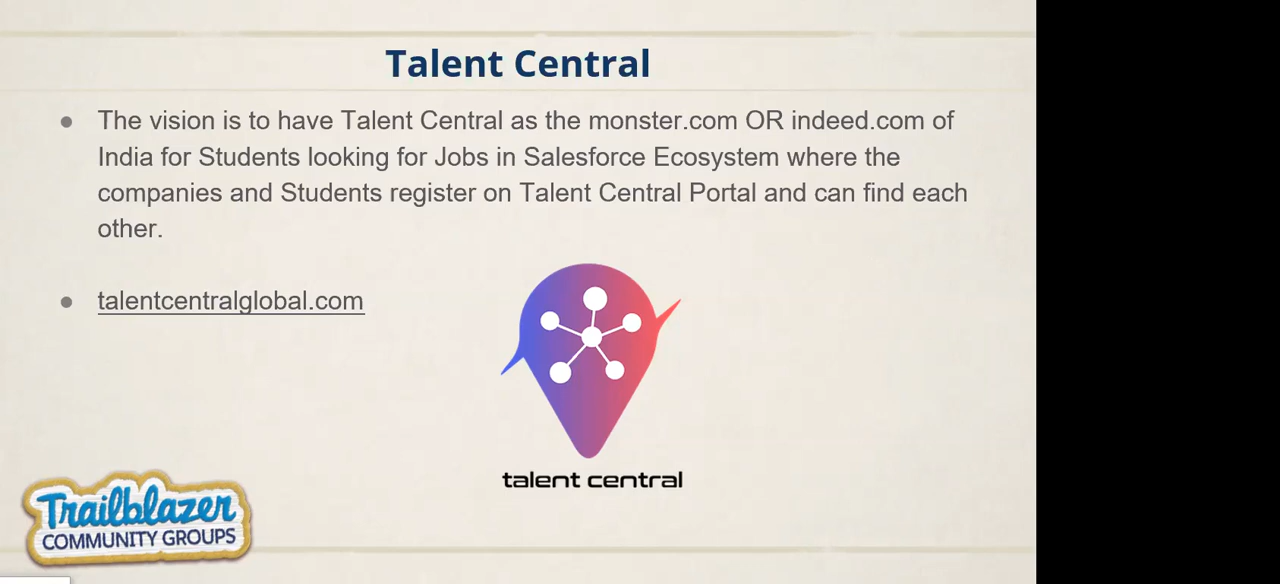 Talent Central
● The vision is to have Talent Central as the monster.com OR indeed.com of
India for Students looking for Jobs in Salesforce Ecosystem where the
companies and Students register on Talent Central Portal and can find each
other.
● talentcentralglobal.com
talent central
Trailblazer
COMMUNITY GROUPS